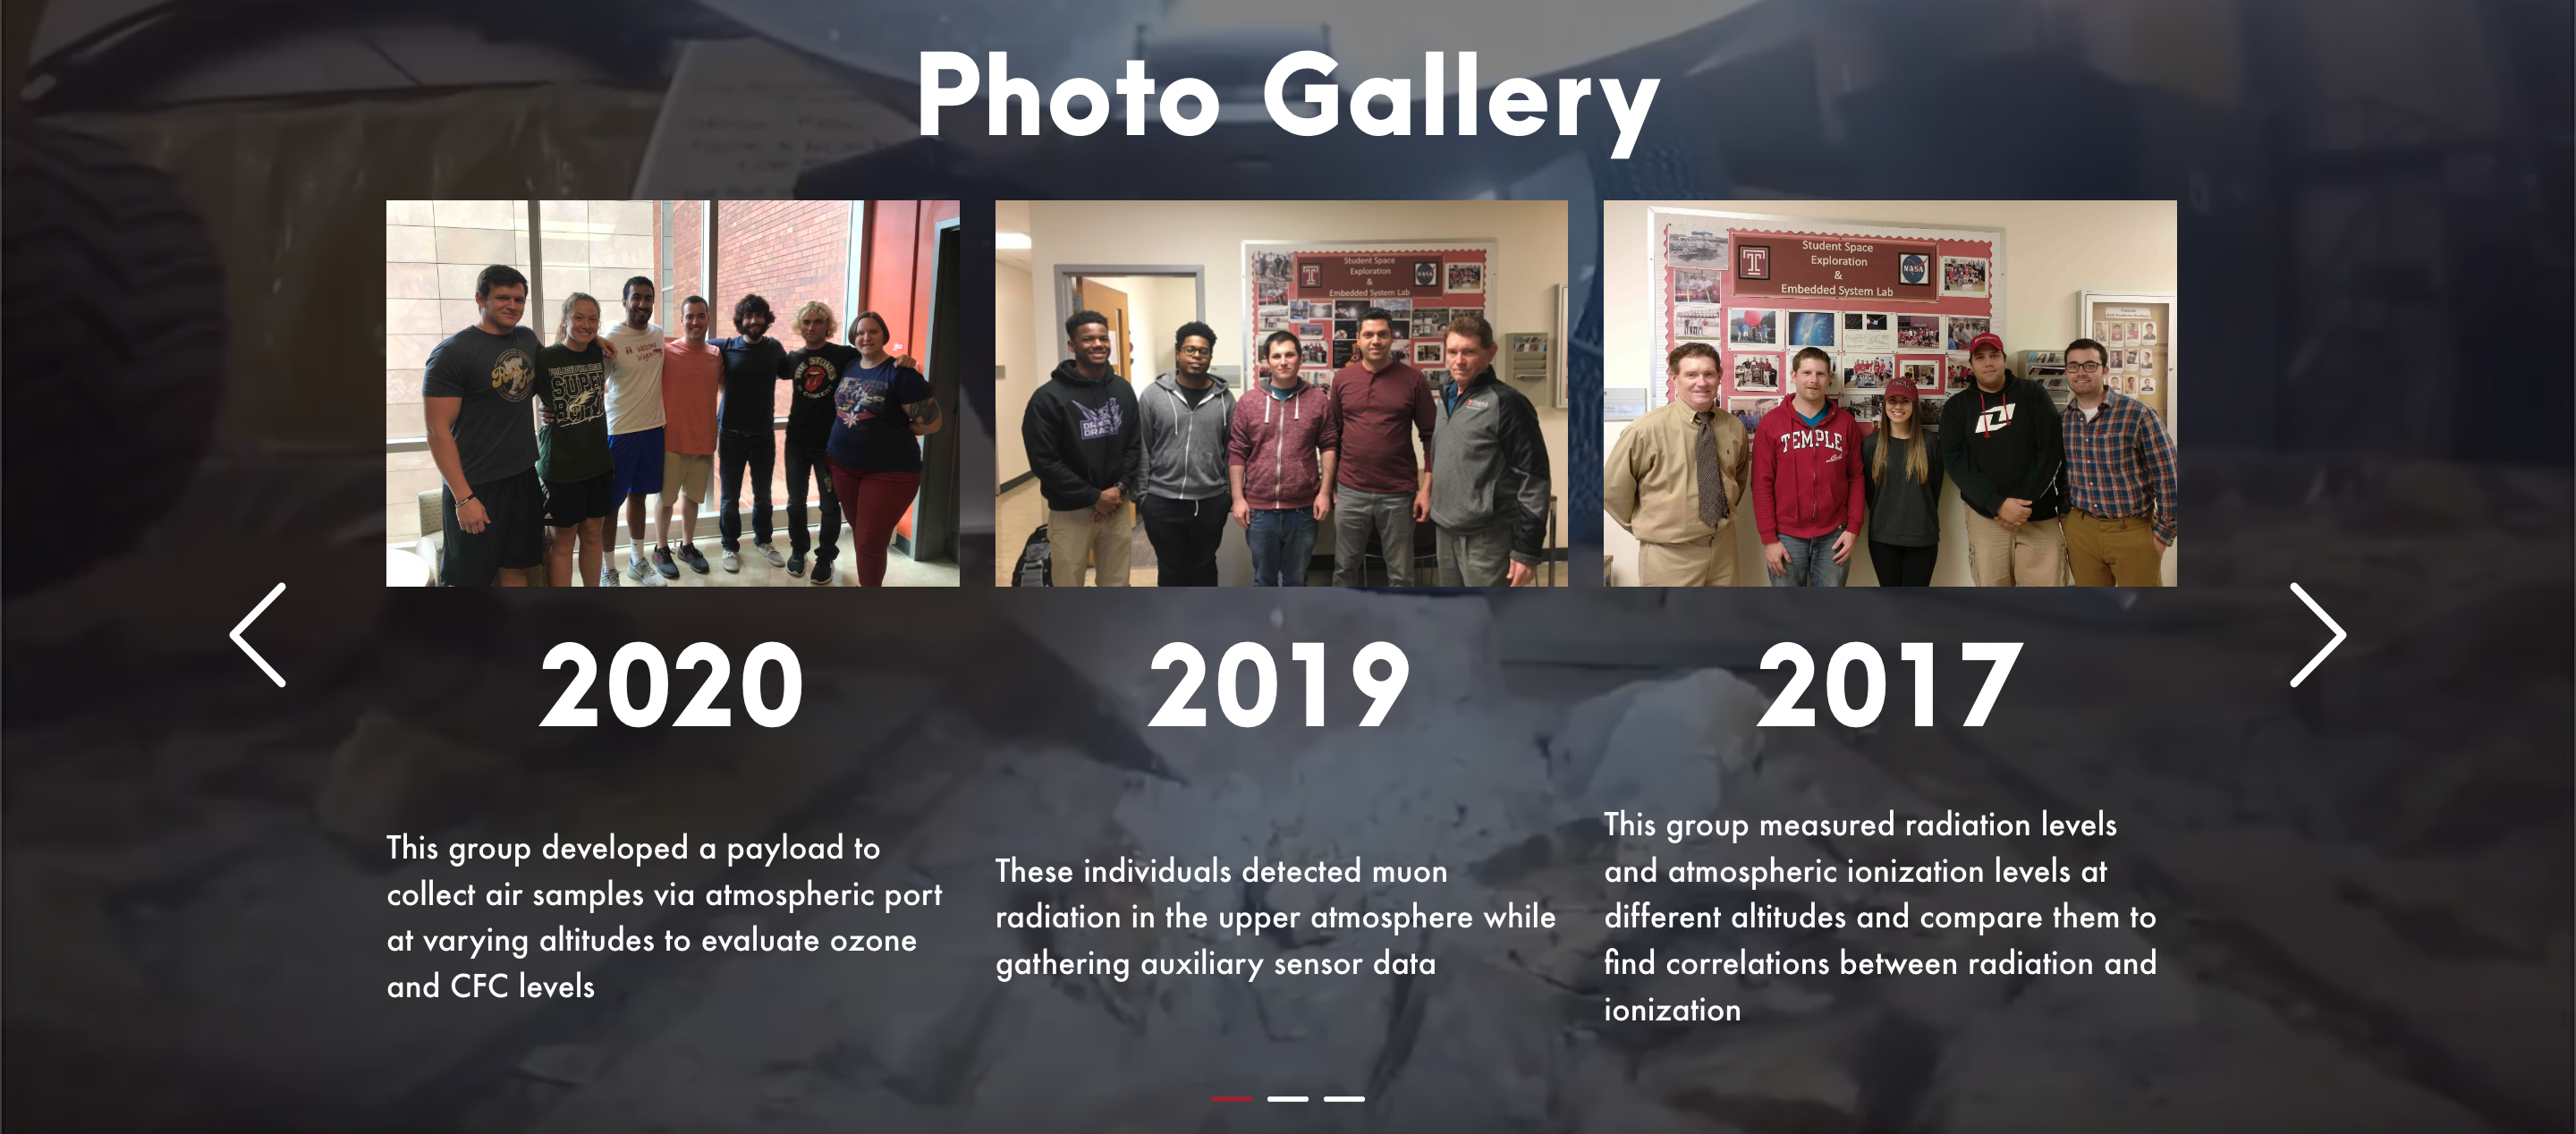 Photo Gallery
Student Space
Exploration
&
Embedded System Lab
NASA
Student Space
Exploration
&
Embedded System Lab
NASA
TEMPLE
2020
2019
2017
This group developed a payload to
collect air samples via atmospheric port
at varying altitudes to evaluate ozone
and CFC levels
These individuals detected muon
radiation in the upper atmosphere while
gathering auxiliary sensor data
This group measured radiation levels
and atmospheric ionization levels at
different altitudes and compare them to
find correlations between radiation and
ionization